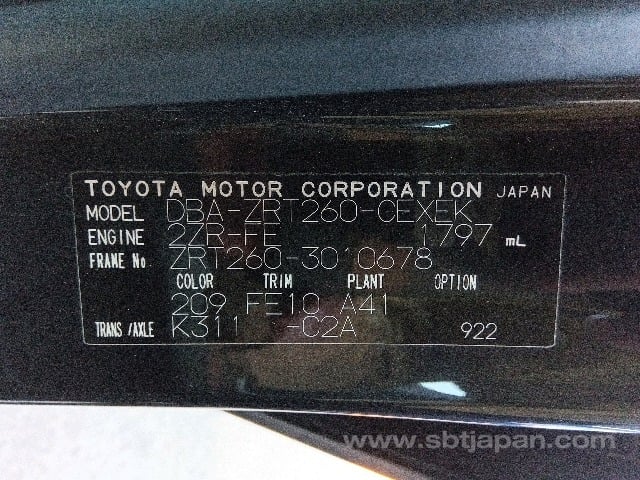 TOYOTA MOTOR CORPORATION JAPAN
MODEL DBA-ZRT260-CEXEK
ENGINE 2ZR-FE 1797 mL
FRAME No ZRT260-3010678
COLOR TRIM PLANT OPTION
209 FE10 A41
TRANS/AXLE K311 -C2A 922
www.sbtjapan.com